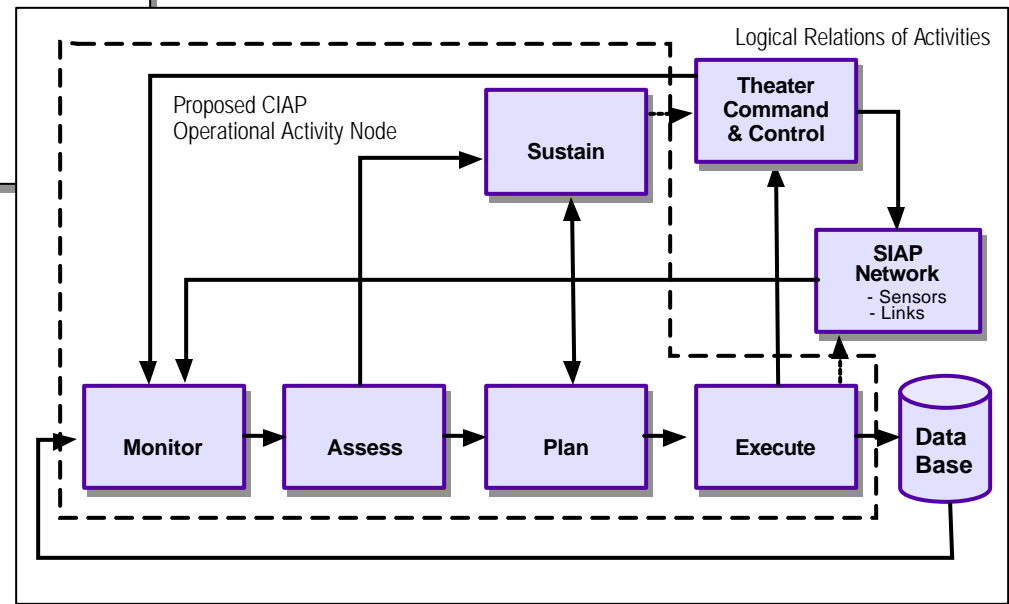 Logical Relations of Activities
Proposed CIAP
Operational Activity Node
Sustain
Theater
Command
& Control
SIAP
Network
- Sensors
- Links
Monitor
Assess
Plan
Execute
Data
Base